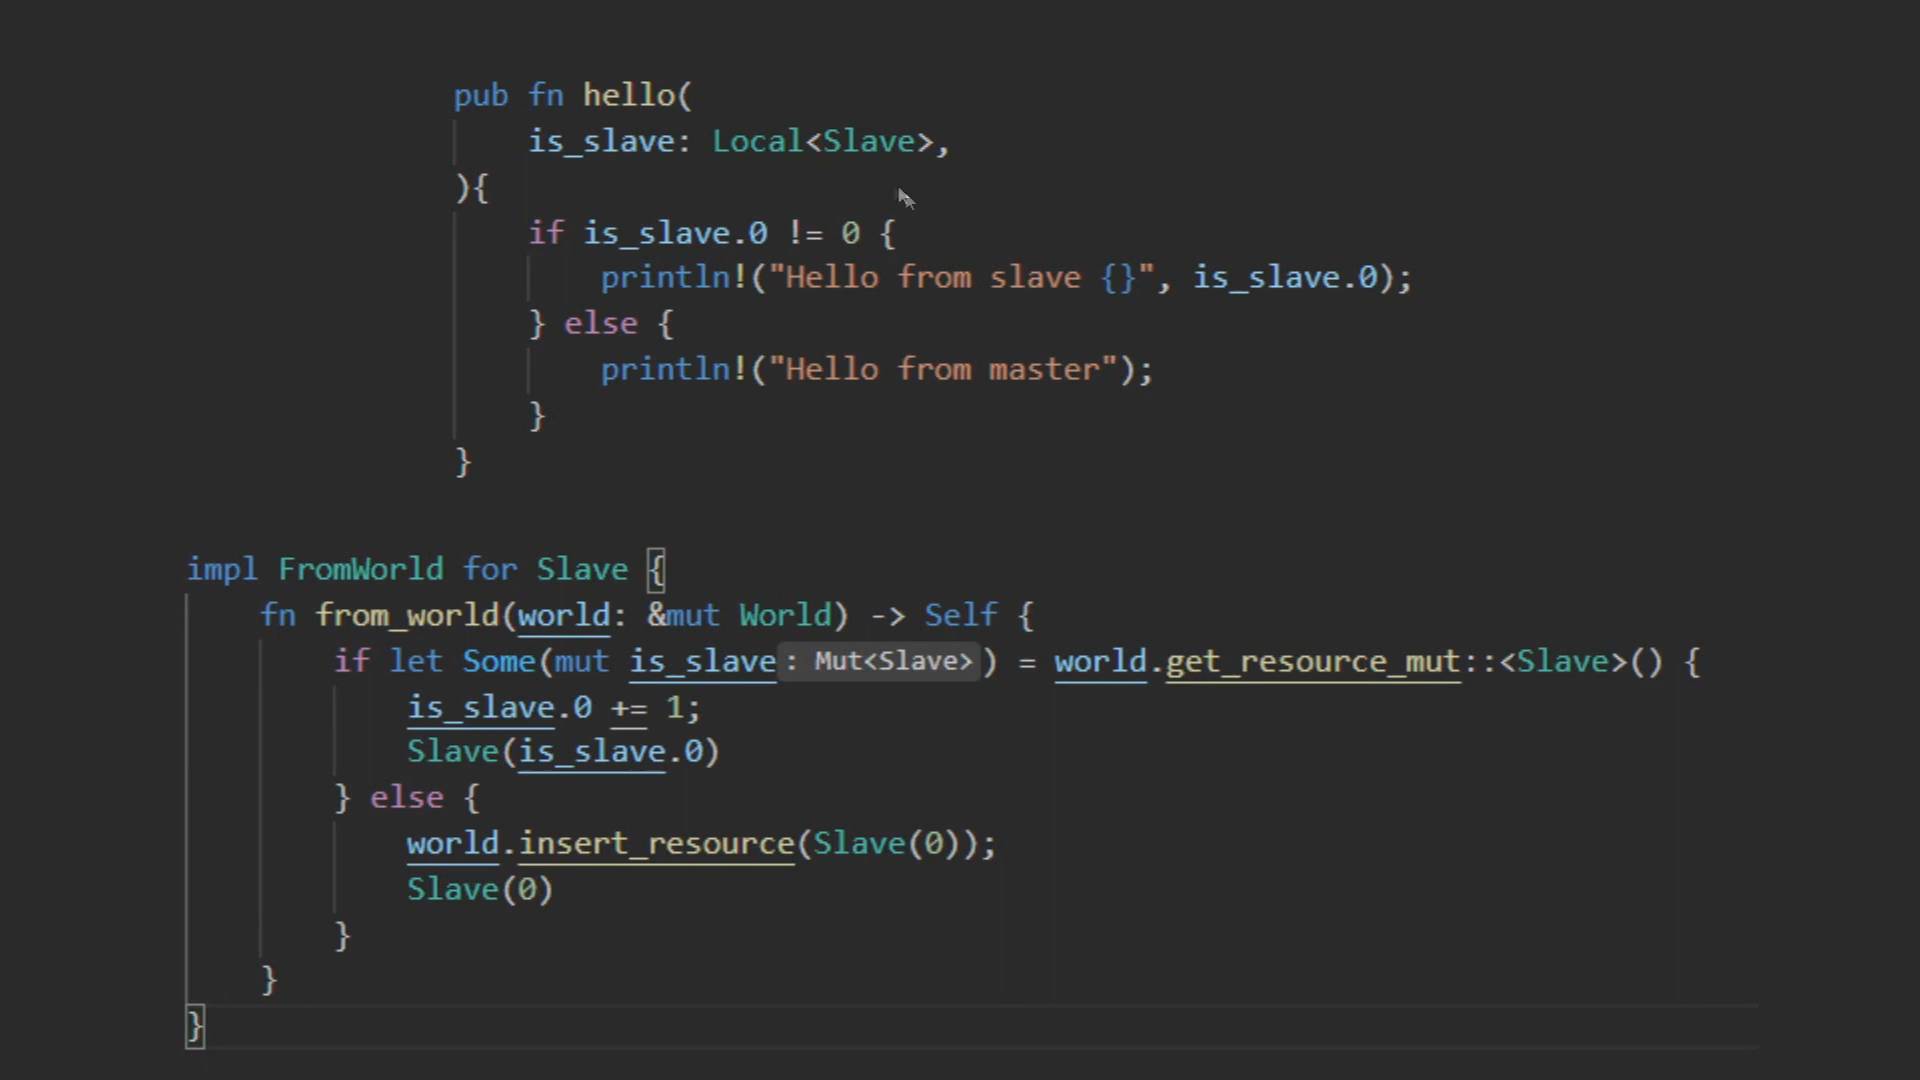 pub fn hello(
is_slave: Local<Slave>,
){
if is_slave.0 != 0 {
println!("Hello from slave {}", is_slave.0);
} else {
println!("Hello from master");
}
}
impl FromWorld for Slave {
fn from_world(world: &mut World) -> Self {
if let Some(mut is_slave: Mut<Slave>) = world.get_resource_mut::<Slave>() {
is_slave.0 += 1;
Slave(is_slave.0)
} else {
world.insert_resource(Slave(0));
Slave(0)
}
}
}